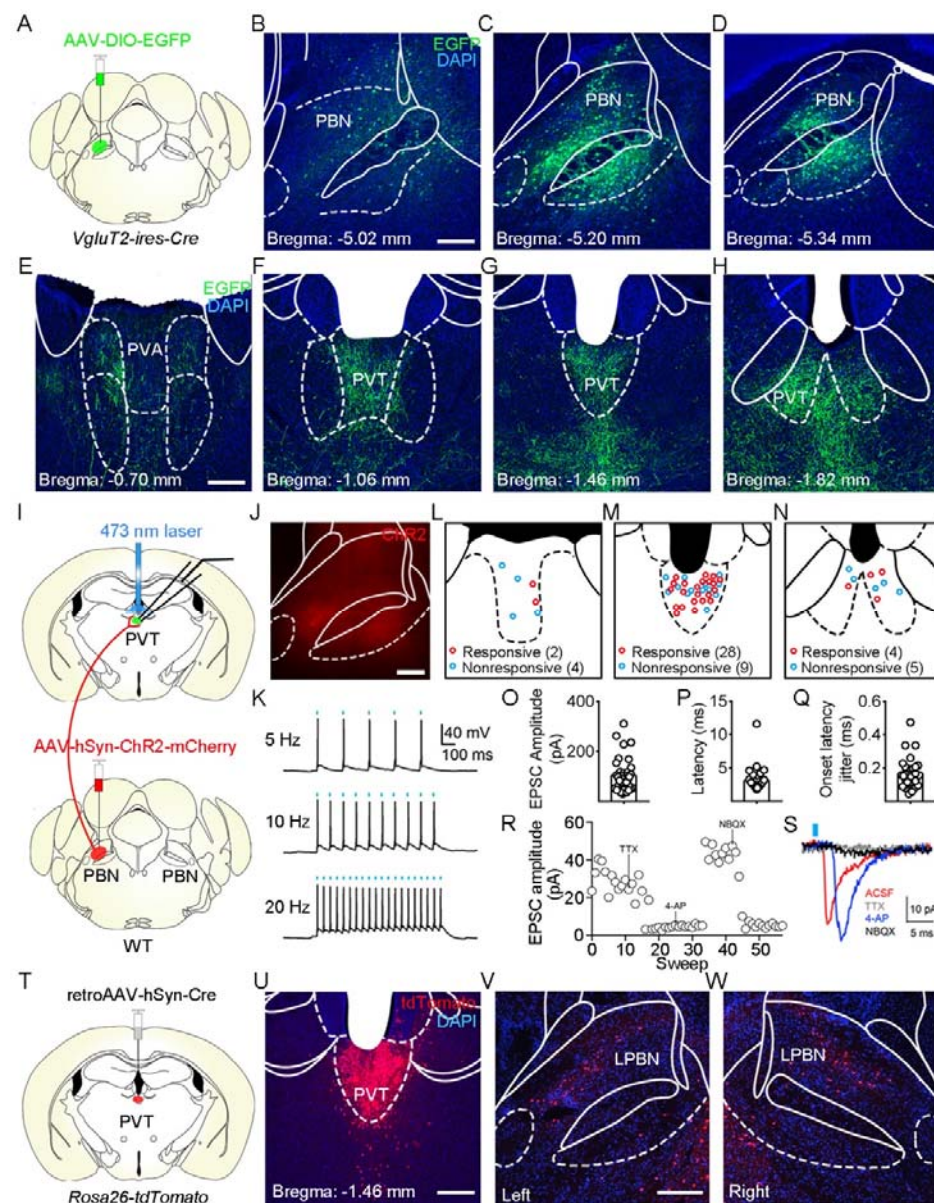 A
AAV-DIO-EGFP
VgluT2-ires-Cre
B
EGFP
DAPI
PBN
Bregma: -5.02 mm
C
PBN
Bregma: -5.20 mm
D
PBN
Bregma: -5.34 mm
E
EGFP
DAPI
PVA
Bregma: -0.70 mm
F
PVT
Bregma: -1.06 mm
G
PVT
Bregma: -1.46 mm
H
PVT
Bregma: -1.82 mm
I
473 nm laser
PVT
AAV-hSyn-ChR2-mCherry
PBN
PBN
WT
J
ChR2
K
5 Hz
40 mV
100 ms
10 Hz
20 Hz
L
Responsive (2)
Nonresponsive (4)
M
Responsive (28)
Nonresponsive (9)
N
Responsive (4)
Nonresponsive (5)
O
EPSC Amplitude
(pA)
400
200
0
P
Latency (ms)
15
10
5
0
Q
Onset latency
jitter (ms)
0.6
0.4
0.2
0
R
EPSC amplitude
(pA)
60
40
20
0
TTX
4-AP
NBQX
0 10 20 30 40 50
Sweep
S
ACSF
TTX
4-AP
NBQX
10 pA
5 ms
T
retroAAV-hSyn-Cre
PVT
Rosa26-tdTomato
U
tdTomato
DAPI
PVT
Bregma: -1.46 mm
V
LPBN
Left
W
LPBN
Right